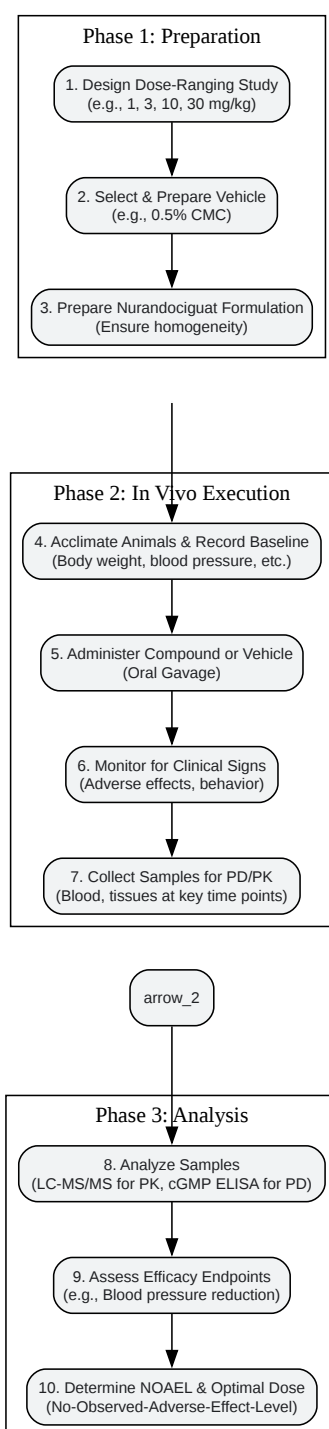 Phase 1: Preparation
1. Design Dose-Ranging Study
(e.g., 1, 3, 10, 30 mg/kg)
2. Select & Prepare Vehicle
(e.g., 0.5% CMC)
3. Prepare Nurandociguat Formulation
(Ensure homogeneity)
Phase 2: In Vivo Execution
4. Acclimate Animals & Record Baseline
(Body weight, blood pressure, etc.)
5. Administer Compound or Vehicle
(Oral Gavage)
6. Monitor for Clinical Signs
(Adverse effects, behavior)
7. Collect Samples for PD/PK
(Blood, tissues at key time points)
arrow_2
Phase 3: Analysis
8. Analyze Samples
(LC-MS/MS for PK, cGMP ELISA for PD)
9. Assess Efficacy Endpoints
(e.g., Blood pressure reduction)
10. Determine NOAEL & Optimal Dose
(No-Observed-Adverse-Effect-Level)